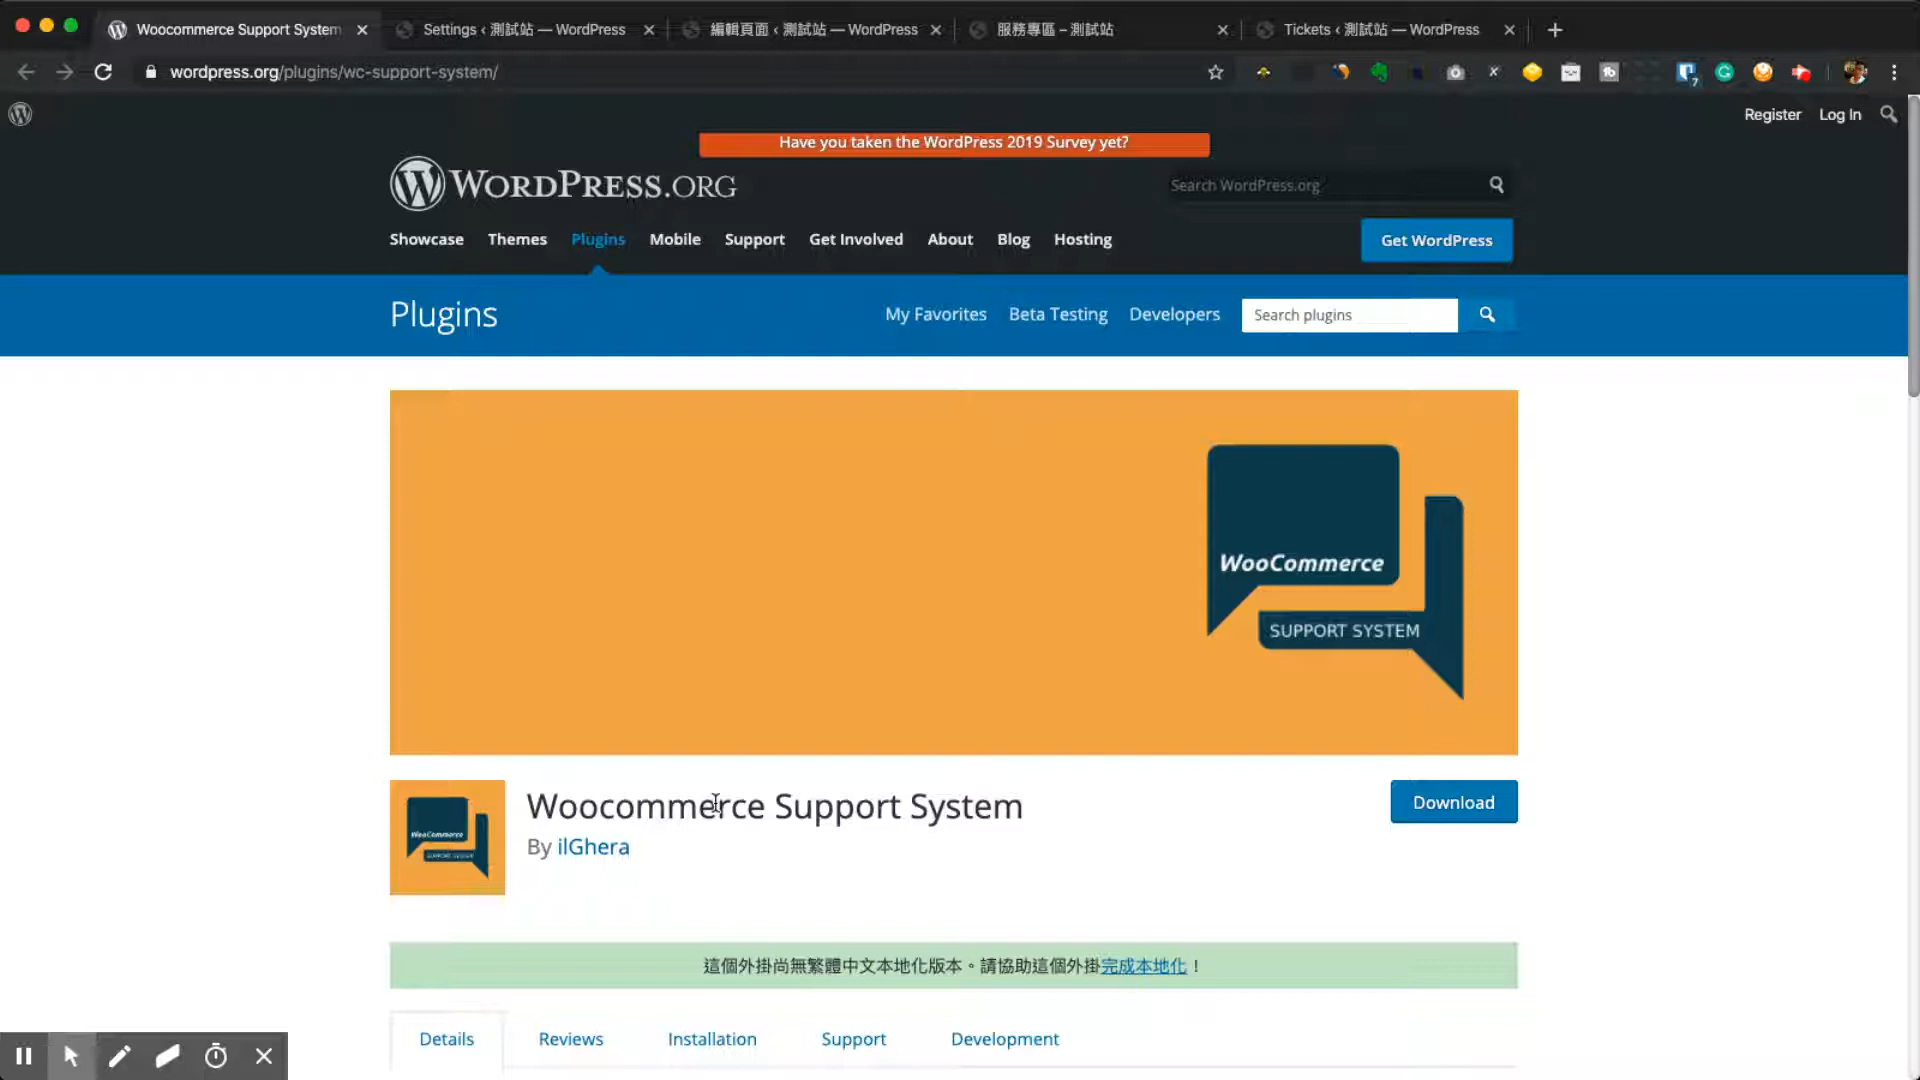 Woocommerce Support System
Settings ‹ 測試站 — WordPress
編輯頁面 ‹ 測試站 — WordPress
服務專區 – 測試站
Tickets ‹ 測試站 — WordPress
wordpress.org/plugins/wc-support-system/
7
Register
Log In
Have you taken the WordPress 2019 Survey yet?
WORDPRESS.ORG
Search WordPress.org
Showcase
Themes
Plugins
Mobile
Support
Get Involved
About
Blog
Hosting
Get WordPress
Plugins
My Favorites
Beta Testing
Developers
Search plugins
WooCommerce
SUPPORT SYSTEM
WooCommerce
SUPPORT SYSTEM
Woocommerce Support System
Download
By ilGhera
這個外掛尚無繁體中文本地化版本。請協助這個外掛完成本地化！
Details
Reviews
Installation
Support
Development